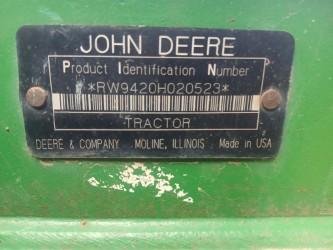 JOHN DEERE
Product Identification Number
*RW9420H020523*
TRACTOR
DEERE & COMPANY MOLINE, ILLINOIS Made in USA